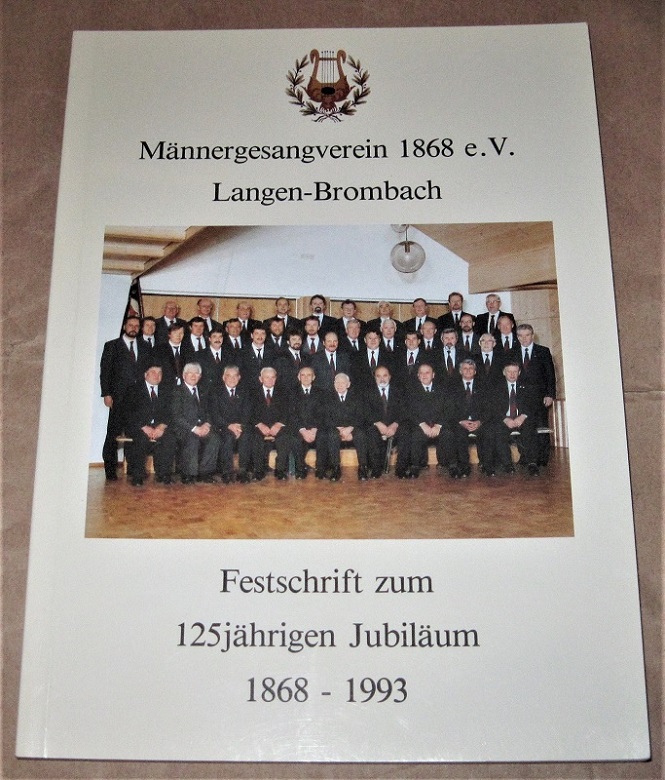 Männergesangverein 1868 e.V.
Langen-Brombach
Festschrift zum
125jährigen Jubiläum
1868 - 1993